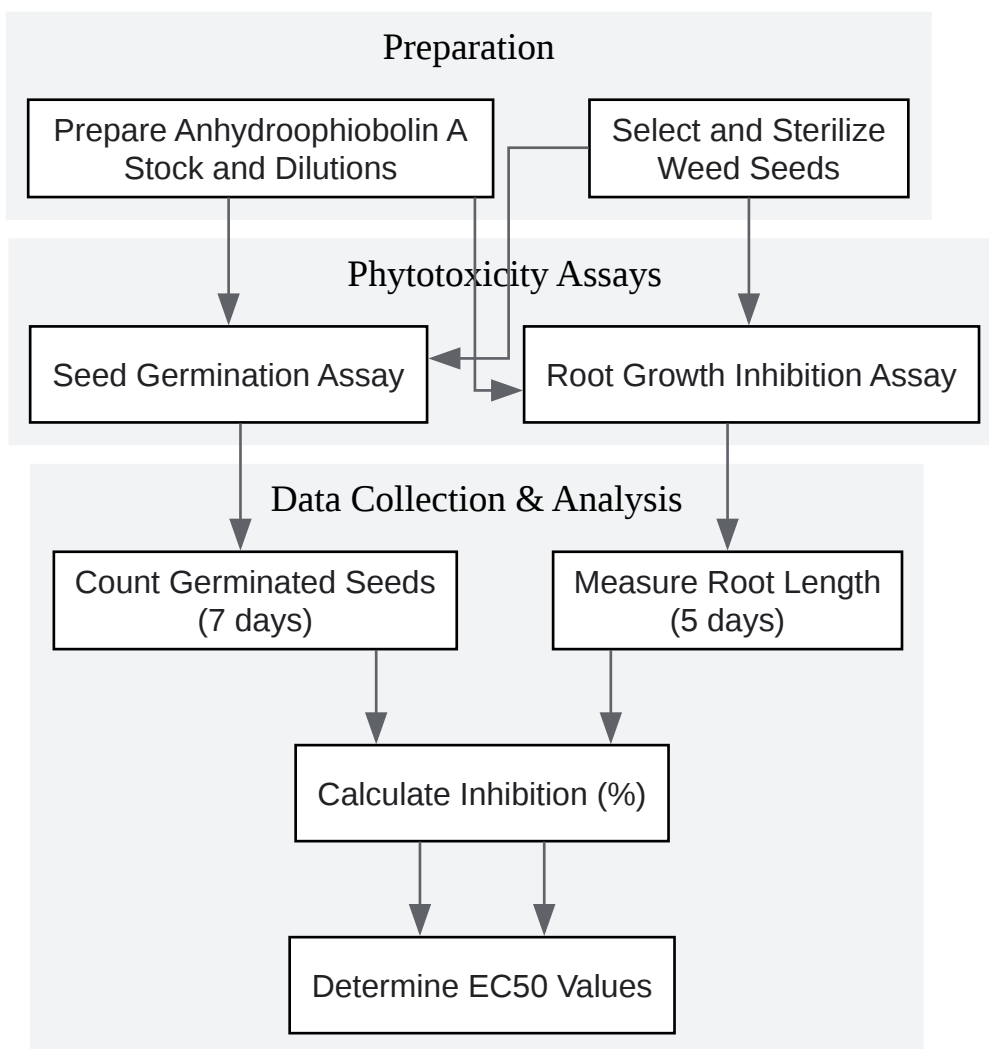 Preparation
Prepare Anhydroophiobolin A
Stock and Dilutions
Select and Sterilize
Weed Seeds
Phytotoxicity Assays
Seed Germination Assay
Root Growth Inhibition Assay
Data Collection & Analysis
Count Germinated Seeds
(7 days)
Measure Root Length
(5 days)
Calculate Inhibition (%)
Determine EC50 Values